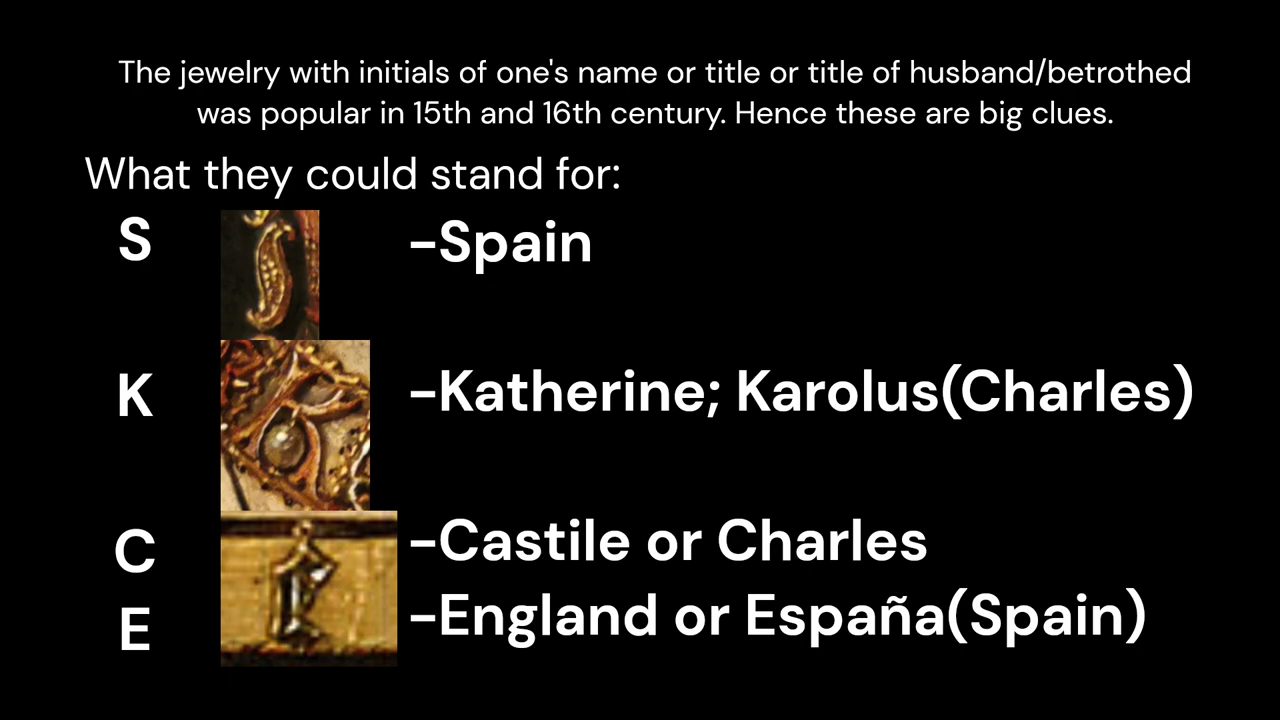 The jewelry with initials of one's name or title or title of husband/betrothed
was popular in 15th and 16th century. Hence these are big clues.
What they could stand for:
S -Spain
K -Katherine; Karolus(Charles)
C -Castile or Charles
E -England or España(Spain)